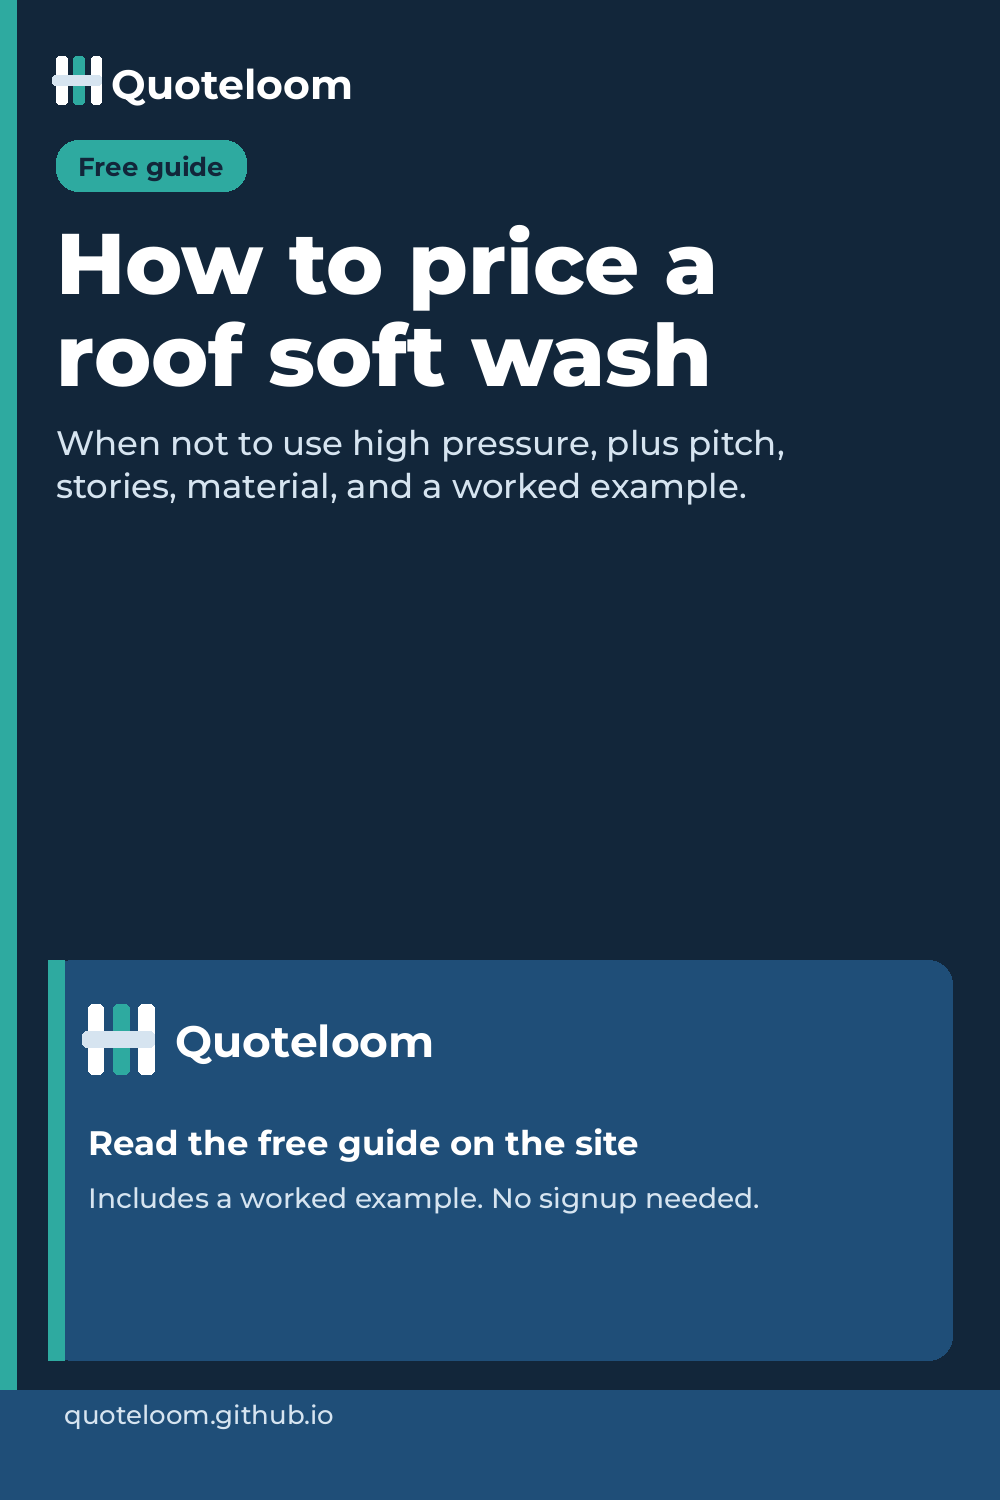 Quoteloom
Free guide
How to price a
roof soft wash
When not to use high pressure, plus pitch,
stories, material, and a worked example.
Quoteloom
Read the free guide on the site
Includes a worked example. No signup needed.
quoteloom.github.io